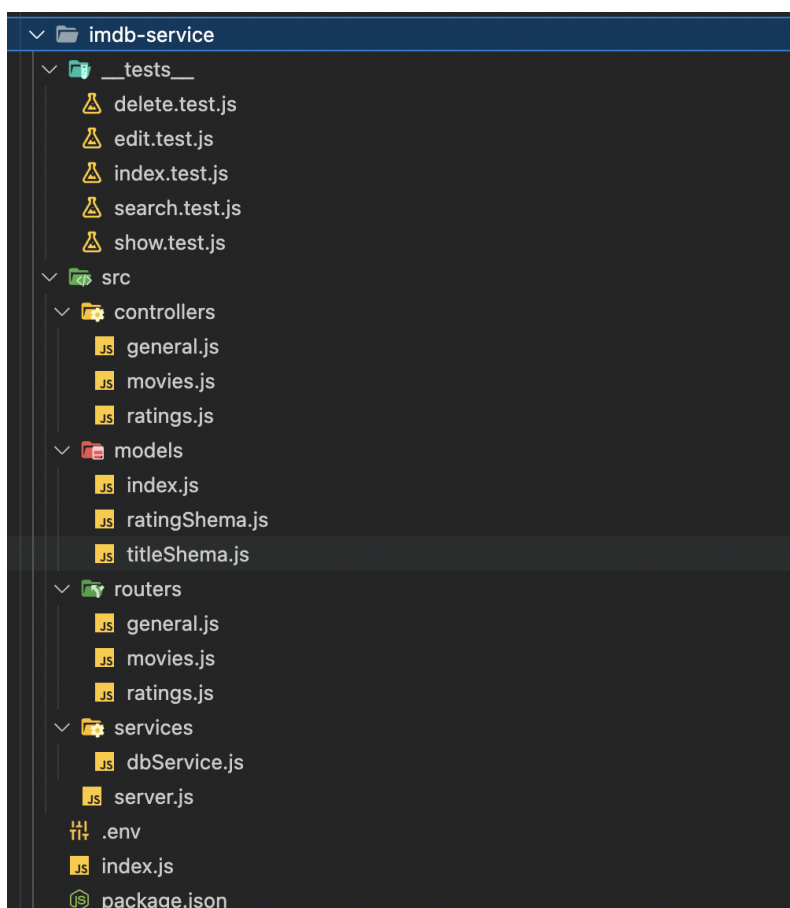 imdb-service
__tests__
delete.test.js
edit.test.js
index.test.js
search.test.js
show.test.js
src
controllers
JS general.js
JS movies.js
JS ratings.js
models
JS index.js
JS ratingShema.js
JS titleShema.js
routers
JS general.js
JS movies.js
JS ratings.js
services
JS dbService.js
JS server.js
.env
JS index.js
JS package.json